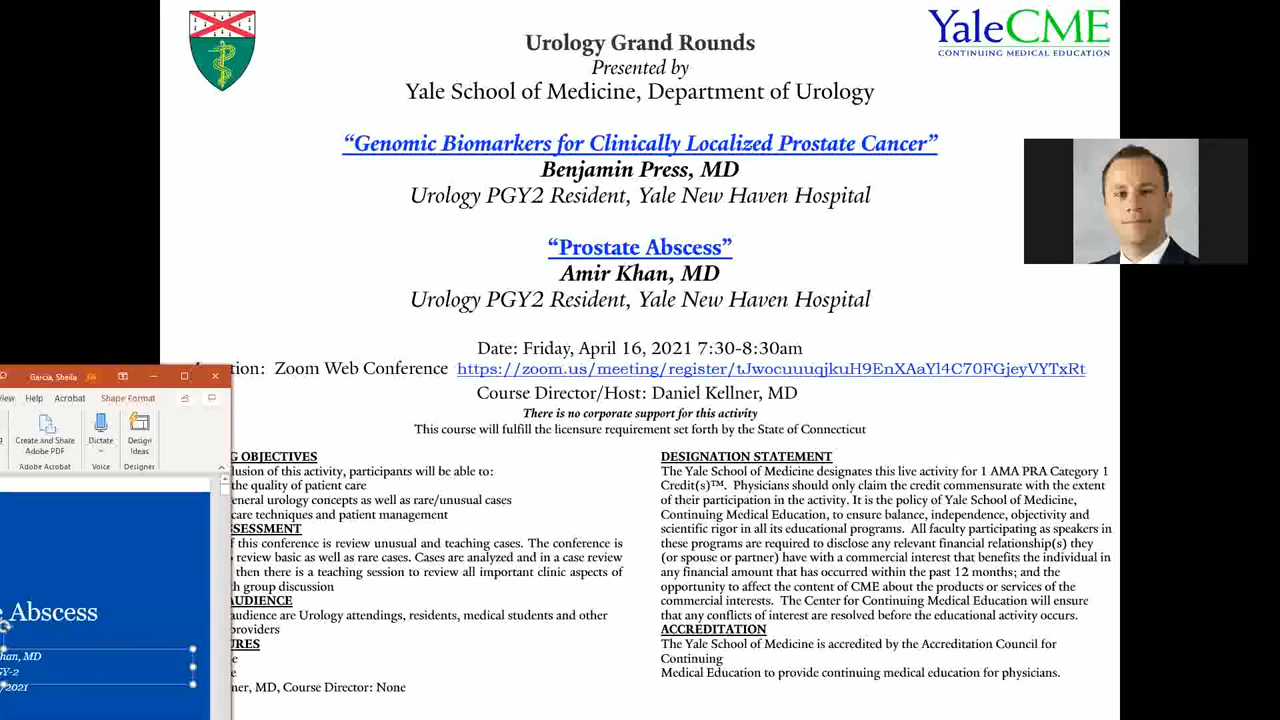 YaleCME
CONTINUING MEDICAL EDUCATION
Urology Grand Rounds
Presented by
Yale School of Medicine, Department of Urology
“Genomic Biomarkers for Clinically Localized Prostate Cancer”
Benjamin Press, MD
Urology PGY2 Resident, Yale New Haven Hospital
“Prostate Abscess”
Amir Khan, MD
Urology PGY2 Resident, Yale New Haven Hospital
Date: Friday, April 16, 2021 7:30-8:30am
Zoom Web Conference https://zoom.us/meeting/register/tJwocuuuqjkuH9EnXAaYl4C70FGjeyVYTxRt
Course Director/Host: Daniel Kellner, MD
There is no corporate support for this activity
This course will fulfill the licensure requirement set forth by the State of Connecticut
OBJECTIVES
of this activity, participants will be able to:
the quality of patient care
urology concepts as well as rare/unusual cases
care techniques and patient management
this conference is review unusual and teaching cases. The conference is
review basic as well as rare cases. Cases are analyzed and in a case review
then there is a teaching session to review all important clinic aspects of
group discussion
AUDIENCE
audience are Urology attendings, residents, medical students and other
providers
MD, Course Director: None
DESIGNATION STATEMENT
The Yale School of Medicine designates this live activity for 1 AMA PRA Category 1
Credit(s)™. Physicians should only claim the credit commensurate with the extent
of their participation in the activity. It is the policy of Yale School of Medicine,
Continuing Medical Education, to ensure balance, independence, objectivity and
scientific rigor in all its educational programs. All faculty participating as speakers in
these programs are required to disclose any relevant financial relationship(s) they
(or spouse or partner) have with a commercial interest that benefits the individual in
any financial amount that has occurred within the past 12 months; and the
opportunity to affect the content of CME about the products or services of the
commercial interests. The Center for Continuing Medical Education will ensure
that any conflicts of interest are resolved before the educational activity occurs.
ACCREDITATION
The Yale School of Medicine is accredited by the Accreditation Council for
Continuing
Medical Education to provide continuing medical education for physicians.
Garcia, Sheila
Help Acrobat Shape Format
Create and Share
Adobe PDF
Dictate
Design
Ideas
Adobe Acrobat Voice Designer
Abscess
MD